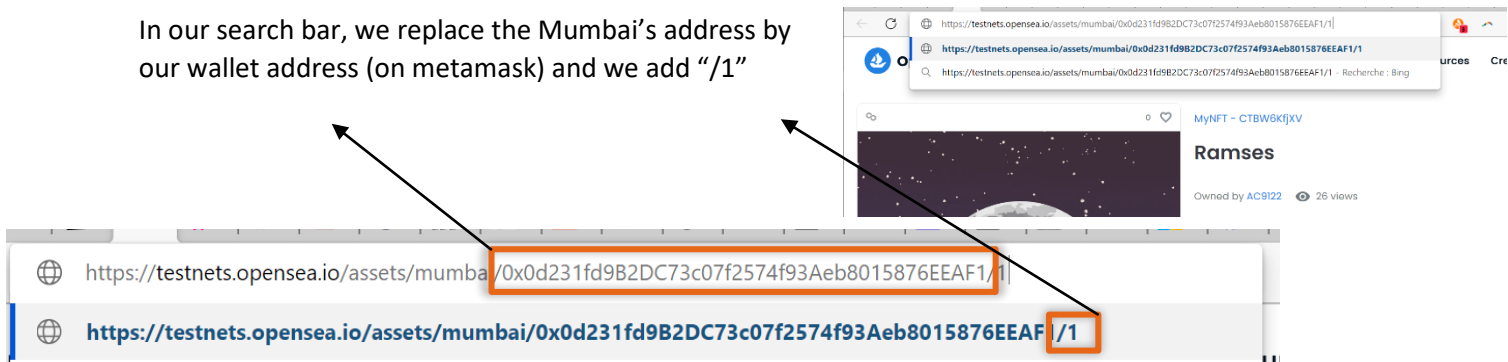 In our search bar, we replace the Mumbai’s address by
our wallet address (on metamask) and we add “/1”
https://testnets.opensea.io/assets/mumbai/0x0d231fd9B2DC73c07f2574f93Aeb8015876EEAF1/1
https://testnets.opensea.io/assets/mumbai/0x0d231fd9B2DC73c07f2574f93Aeb8015876EEAF1/1
https://testnets.opensea.io/assets/mumbai/0x0d231fd9B2DC73c07f2574f93Aeb8015876EEAF1/1 - Recherche : Bing
O
urces Cre
0
MyNFT - CTBW6KfjXV
Ramses
Owned by AC9122 26 views
https://testnets.opensea.io/assets/mumba/0x0d231fd9B2DC73c07f2574f93Aeb8015876EEAF1/1
https://testnets.opensea.io/assets/mumbai/0x0d231fd9B2DC73c07f2574f93Aeb8015876EEAF1/1